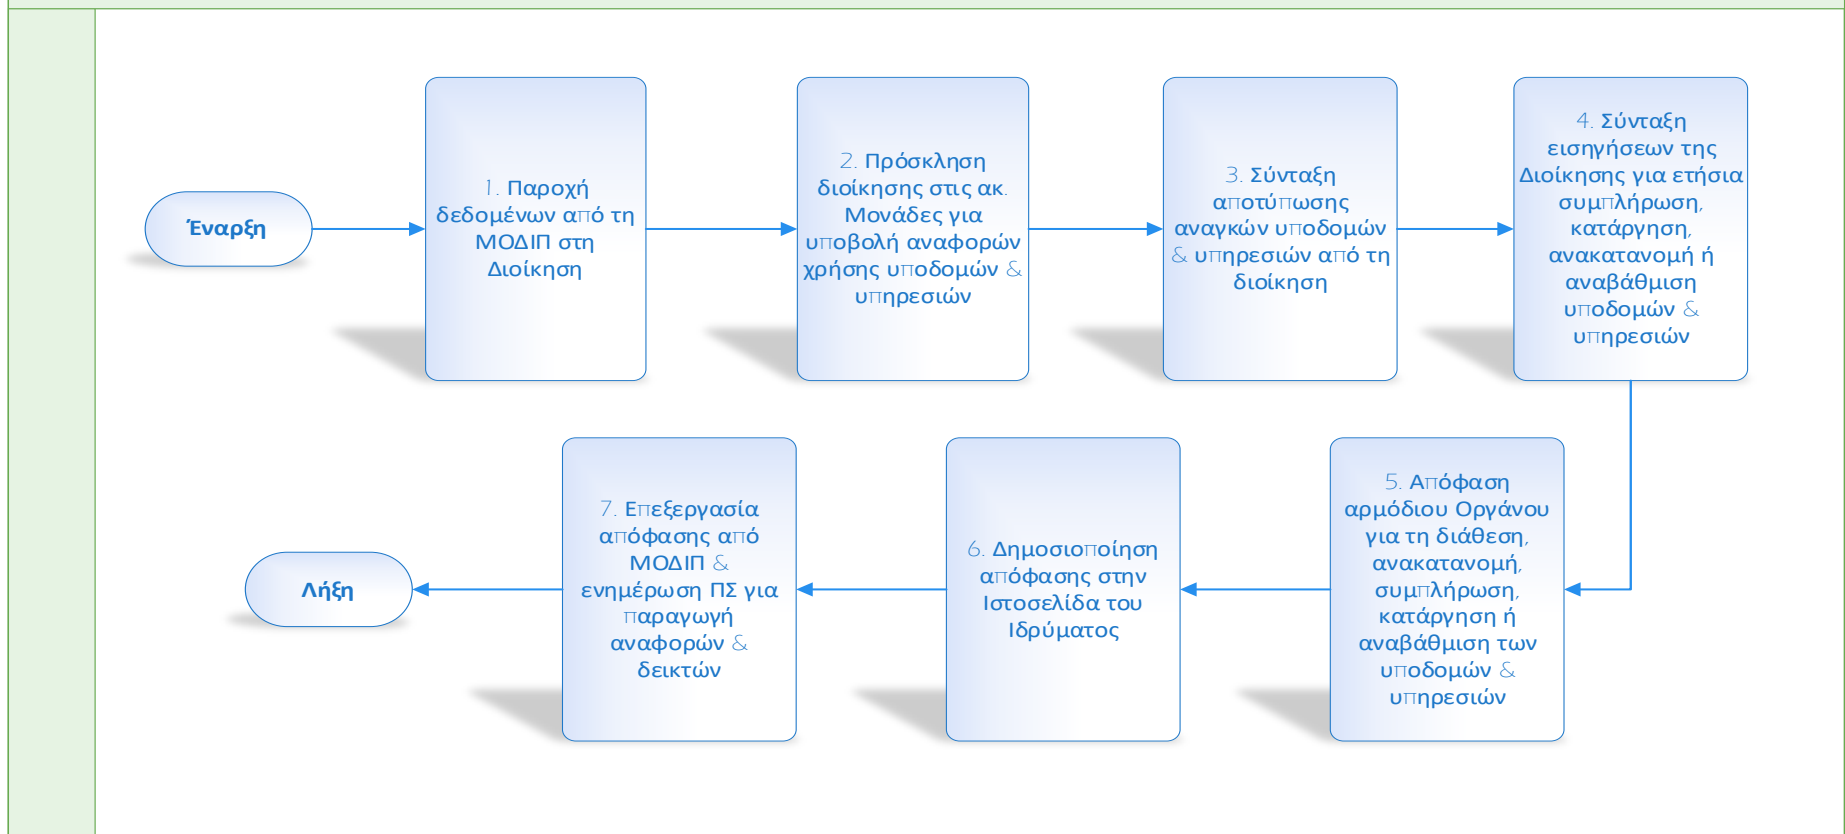 Έναρξη
1. Παροχή
δεδομένων από τη
ΜΟΔΙΠ στη
Διοίκηση
2. Πρόσκληση
διοίκησης στις ακ.
Μονάδες για
υποβολή αναφορών
χρήσης υποδομών &
υπηρεσιών
3. Σύνταξη
αποτύπωσης
αναγκών υποδομών
& υπηρεσιών από τη
διοίκηση
4. Σύνταξη
εισηγήσεων της
Διοίκησης για ετήσια
συμπλήρωση,
κατάργηση,
ανακατανομή ή
αναβάθμιση
υποδομών &
υπηρεσιών
5. Απόφαση
αρμόδιου Οργάνου
για τη διάθεση,
ανακατανομή,
συμπλήρωση,
κατάργηση ή
αναβάθμιση των
υποδομών &
υπηρεσιών
6. Δημοσιοποίηση
απόφασης στην
Ιστοσελίδα του
Ιδρύματος
7. Επεξεργασία
απόφασης από
ΜΟΔΙΠ &
ενημέρωση ΠΣ για
παραγωγή
αναφορών &
δεικτών
Λήξη